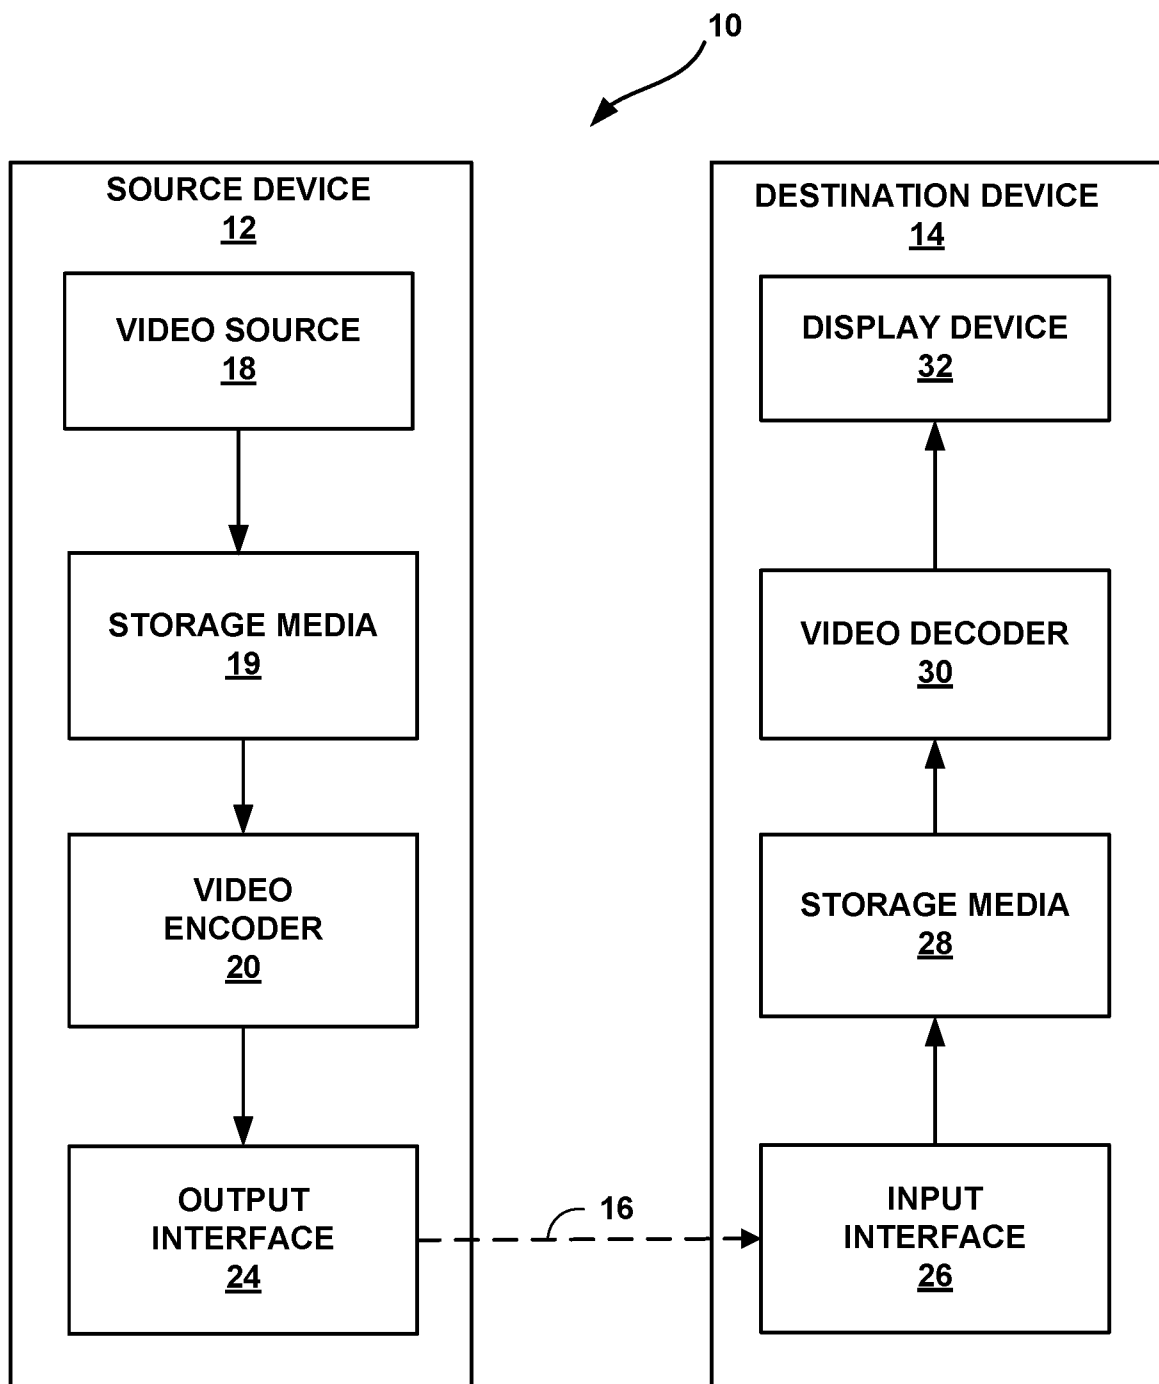 10
SOURCE DEVICE
12
VIDEO SOURCE
18
STORAGE MEDIA
19
VIDEO
ENCODER
20
OUTPUT
INTERFACE
24
16
DESTINATION DEVICE
14
DISPLAY DEVICE
32
VIDEO DECODER
30
STORAGE MEDIA
28
INPUT
INTERFACE
26